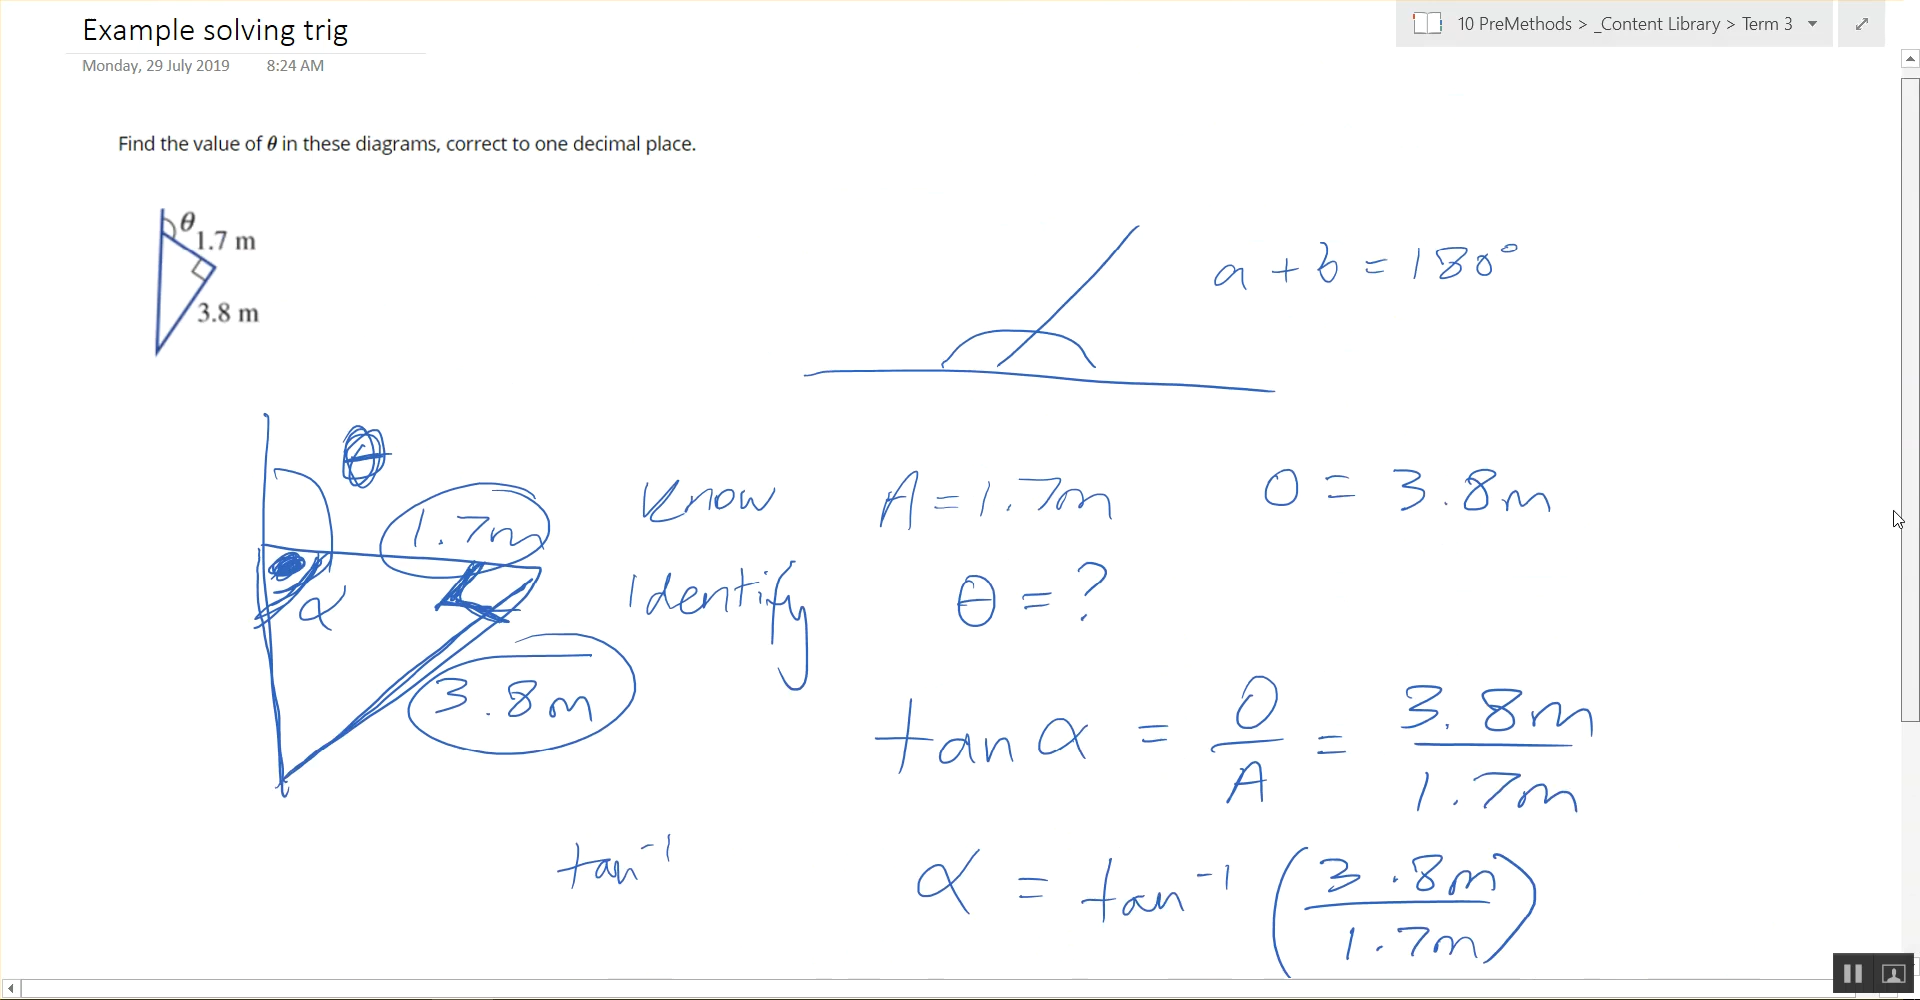 Example solving trig
10 PreMethods > _Content Library > Term 3
Monday, 29 July 2019 8:24 AM
Find the value of θ in these diagrams, correct to one decimal place.
θ
1.7 m
3.8 m
a + b = 180°
θ
1.7m
α
3.8m
Know A = 1.7m O = 3.8m
Identify θ = ?
tan α = O/A = 3.8m/1.7m
tan⁻¹
α = tan⁻¹ (3.8m/1.7m)